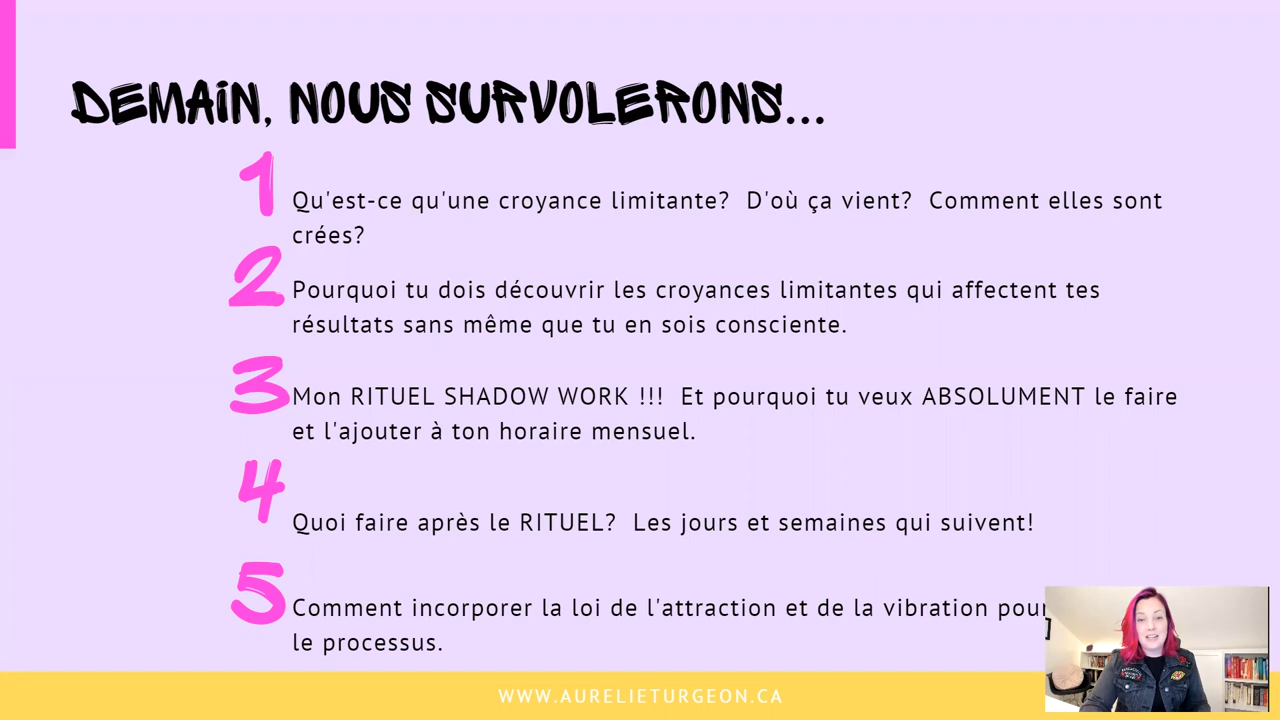 DEMAIN, NOUS SURVOLERONS...
1
Qu'est-ce qu'une croyance limitante?  D'où ça vient?  Comment elles sont
crées?
2
Pourquoi tu dois découvrir les croyances limitantes qui affectent tes
résultats sans même que tu en sois consciente.
3
Mon RITUEL SHADOW WORK !!!  Et pourquoi tu veux ABSOLUMENT le faire
et l'ajouter à ton horaire mensuel.
4
Quoi faire après le RITUEL?  Les jours et semaines qui suivent!
5
Comment incorporer la loi de l'attraction et de la vibration pour
le processus.
WWW.AURELIETURGEON.CA